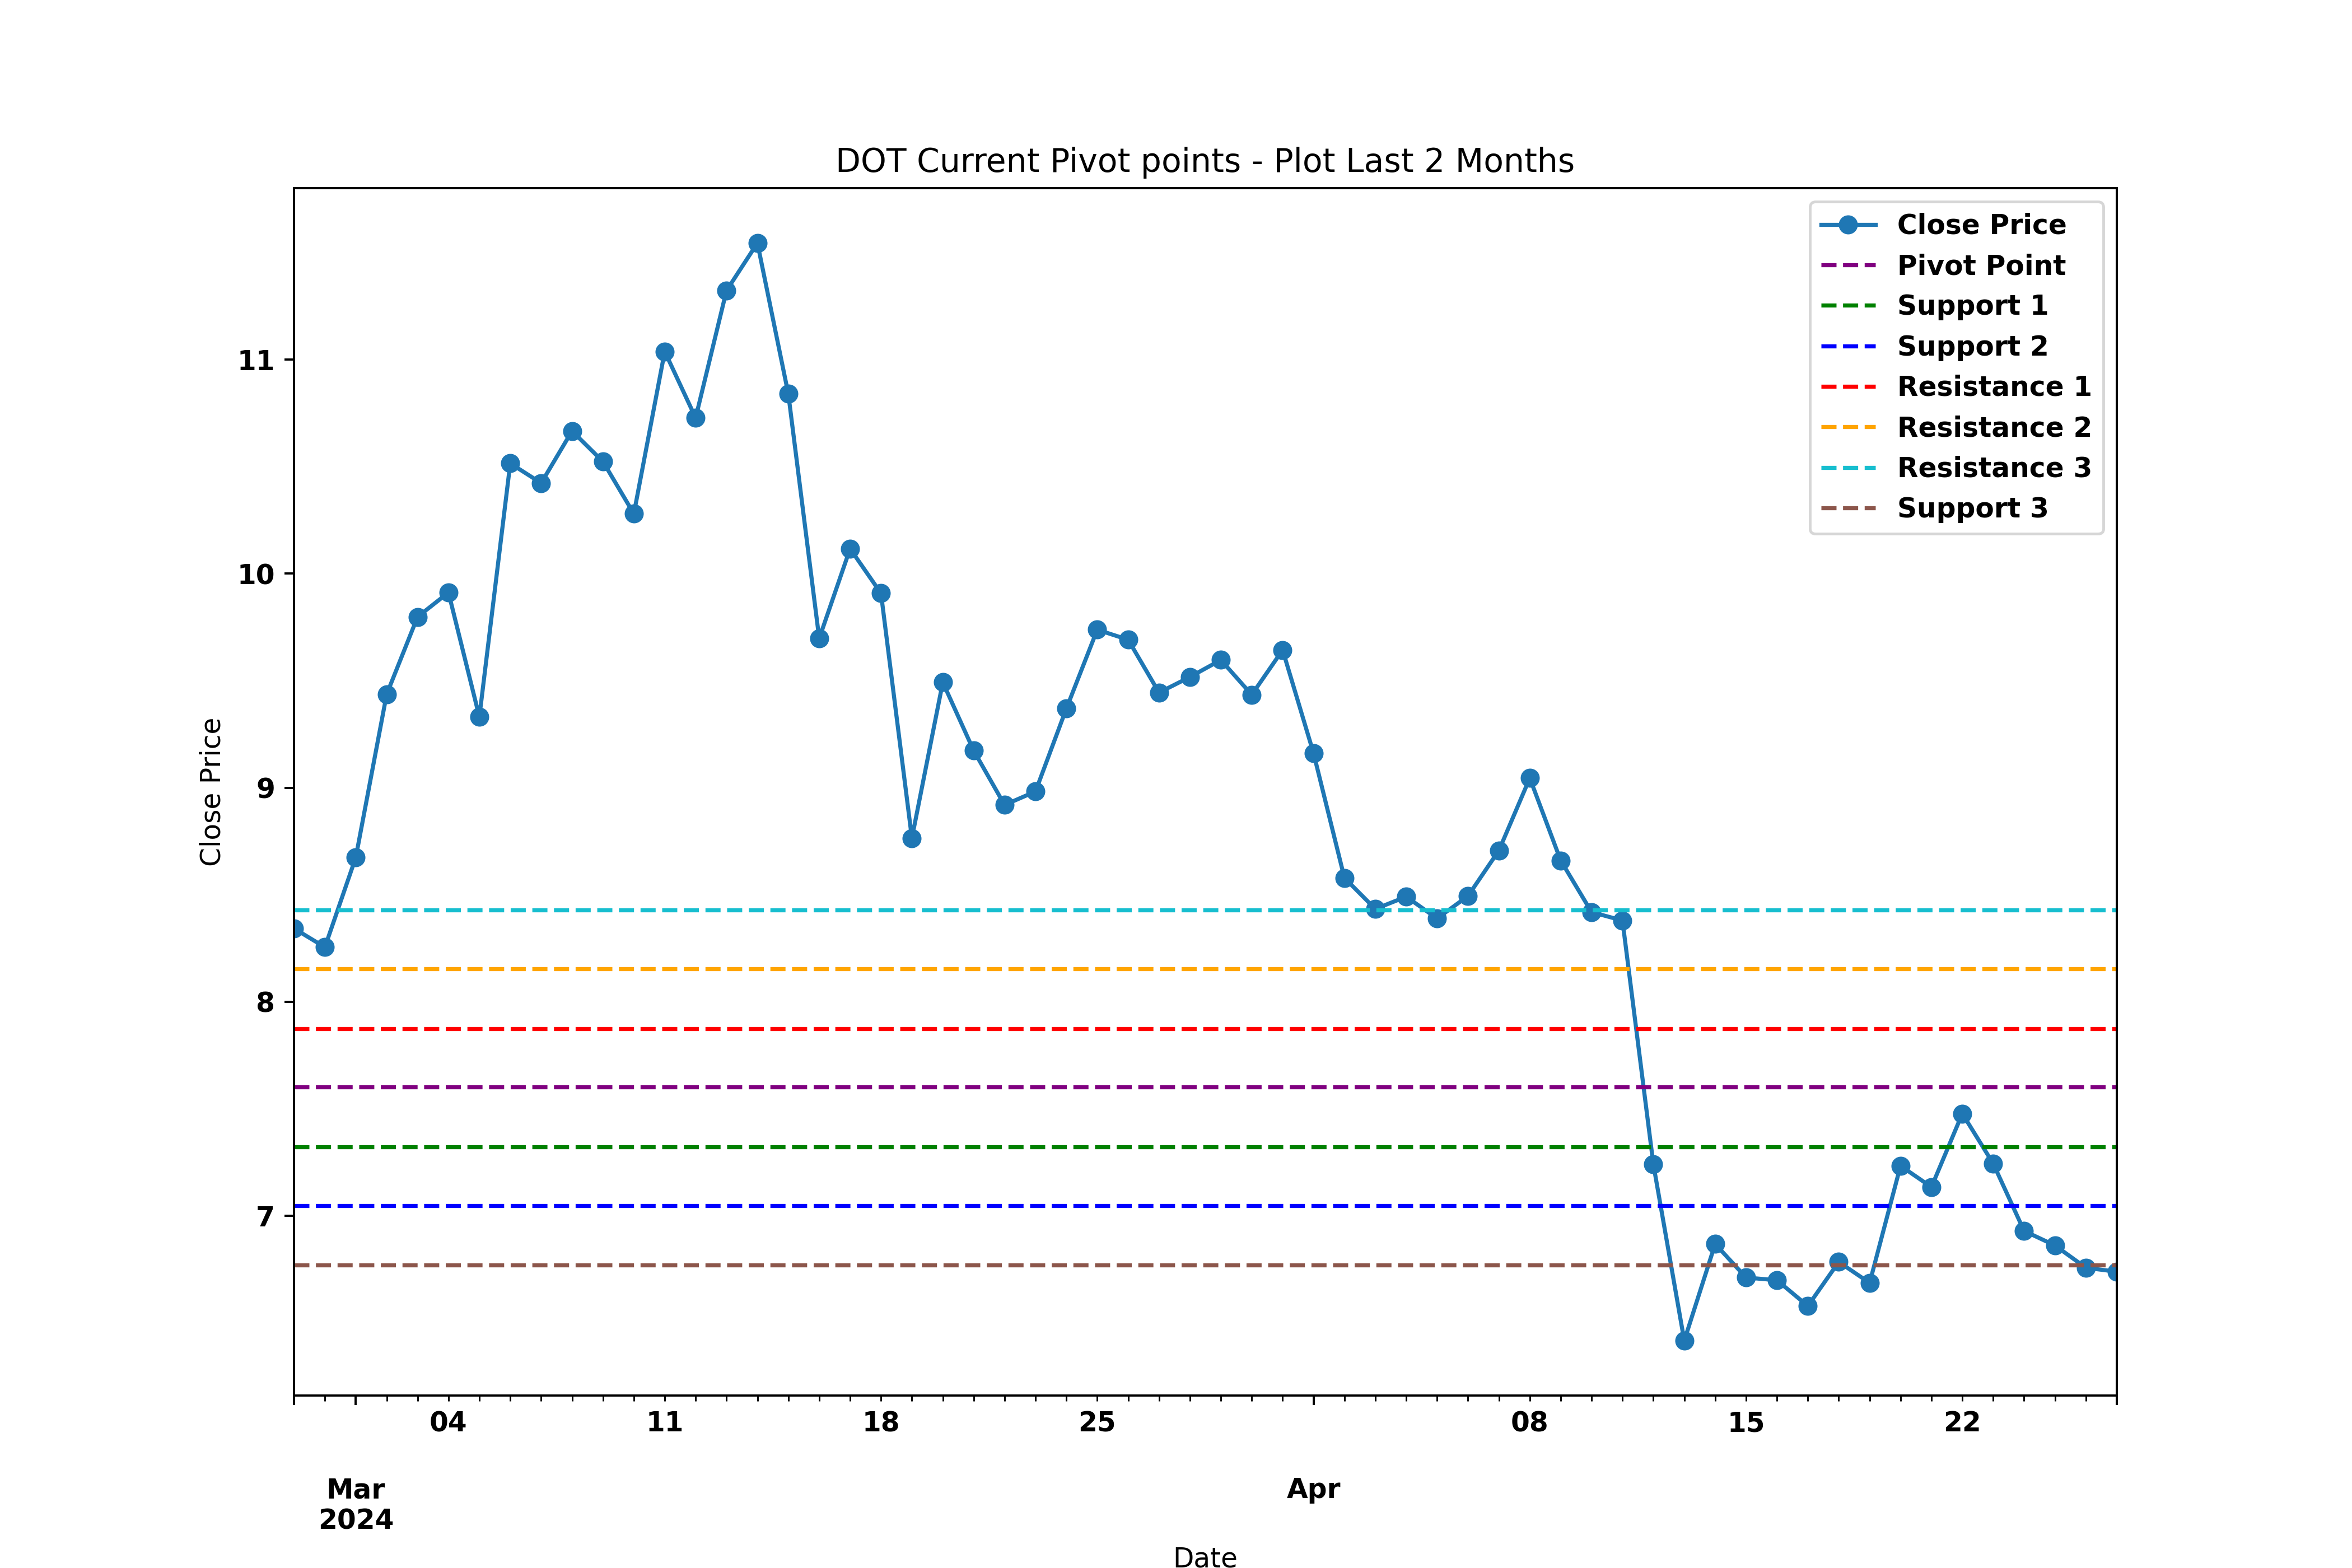 DOT Current Pivot points - Plot Last 2 Months
Close Price
Pivot Point
Support 1
Support 2
Resistance 1
Resistance 2
Resistance 3
Support 3
11
10
9
8
7
Close Price
04 11 18 25 08 15 22
Mar Apr
2024
Date